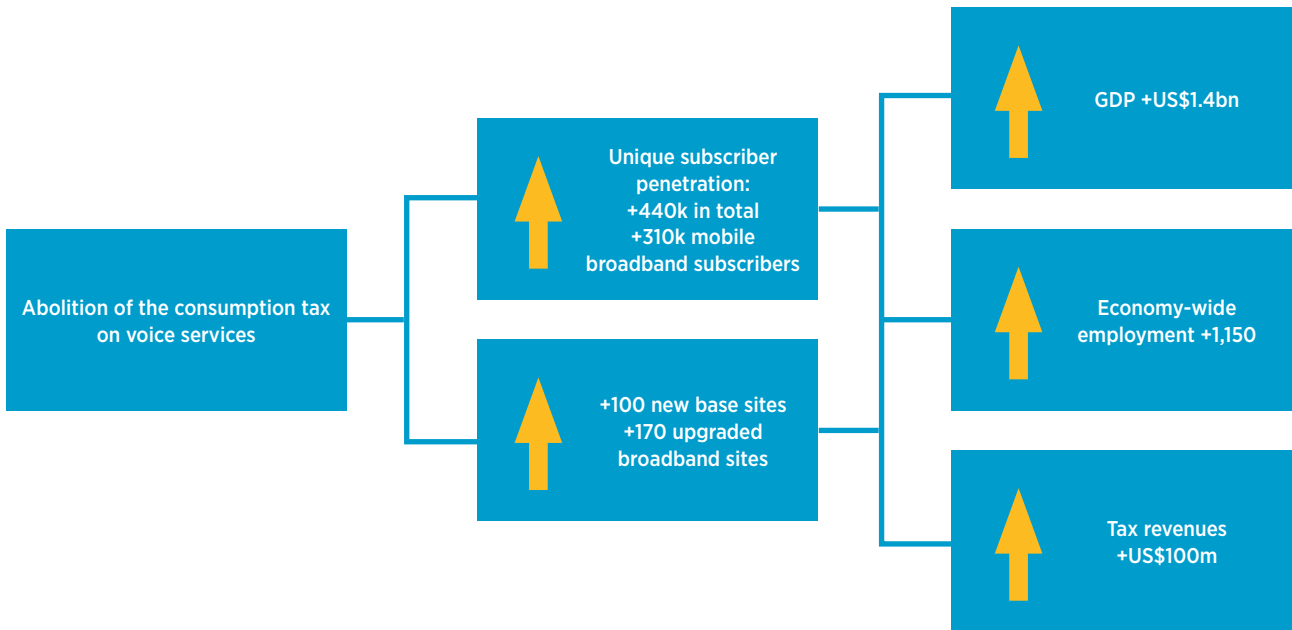 Abolition of the consumption tax
on voice services
Unique subscriber
penetration:
+440k in total
+310k mobile
broadband subscribers
+100 new base sites
+170 upgraded
broadband sites
GDP +US$1.4bn
Economy-wide
employment +1,150
Tax revenues
+US$100m